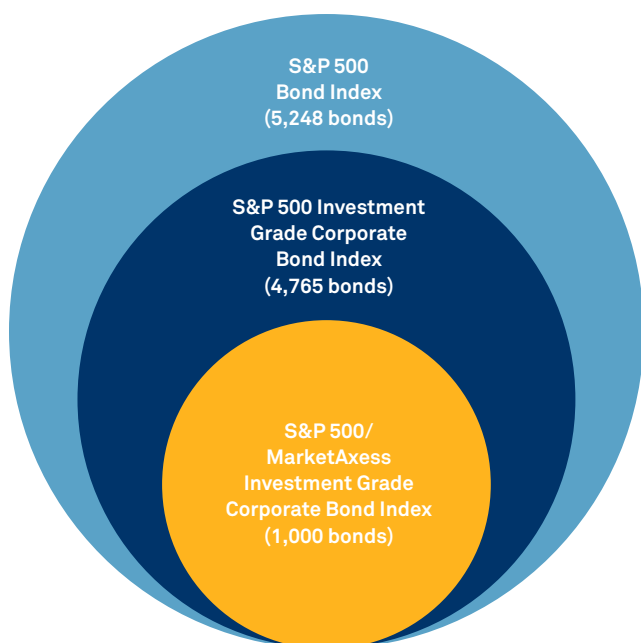 S&P 500
Bond Index
(5,248 bonds)
S&P 500 Investment
Grade Corporate
Bond Index
(4,765 bonds)
S&P 500/
MarketAxess
Investment Grade
Corporate Bond Index
(1,000 bonds)